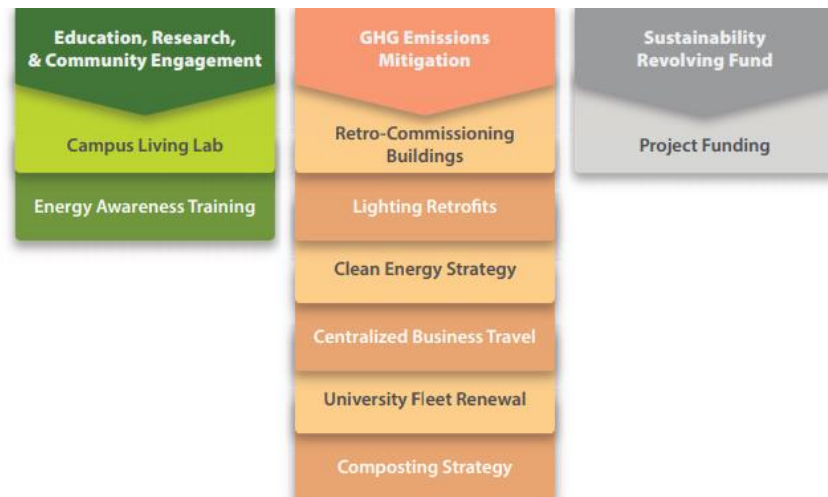 Education, Research,
& Community Engagement
Campus Living Lab
Energy Awareness Training
GHG Emissions
Mitigation
Retro-Commissioning
Buildings
Lighting Retrofits
Clean Energy Strategy
Centralized Business Travel
University Fleet Renewal
Composting Strategy
Sustainability
Revolving Fund
Project Funding